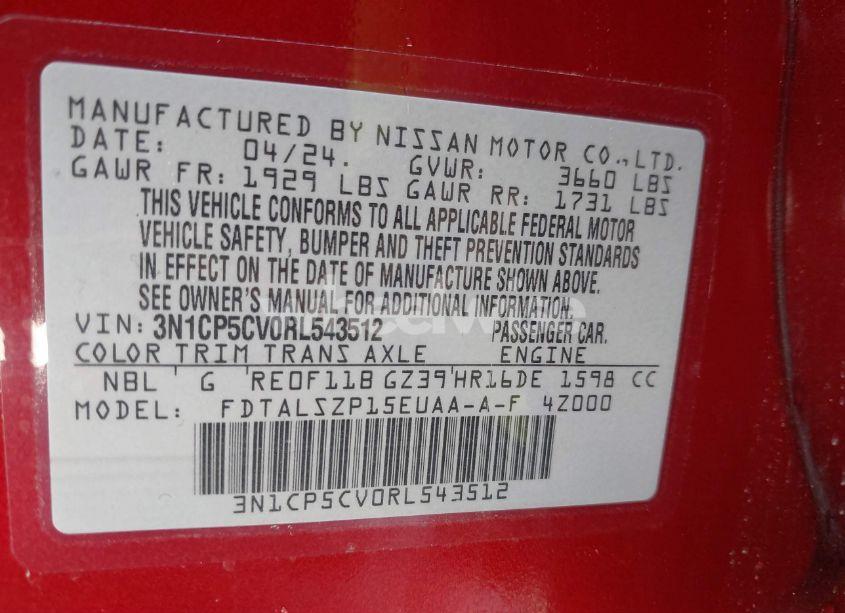 MANUFACTURED BY NISSAN MOTOR CO.,LTD.
DATE: 04/24. GVWR: 3660 LBS
GAWR FR: 1929 LBS GAWR RR: 1731 LBS
THIS VEHICLE CONFORMS TO ALL APPLICABLE FEDERAL MOTOR
VEHICLE SAFETY, BUMPER AND THEFT PREVENTION STANDARDS
IN EFFECT ON THE DATE OF MANUFACTURE SHOWN ABOVE.
SEE OWNER'S MANUAL FOR ADDITIONAL INFORMATION.
VIN: 3N1CP5CV0RL543512 PASSENGER CAR.
COLOR TRIM TRANS AXLE ENGINE
NBL G RE0F11B GZ39 HR16DE 1598 CC
MODEL: FDTALSZP15EUAA-A-F 4Z000
3N1CP5CV0RL543512